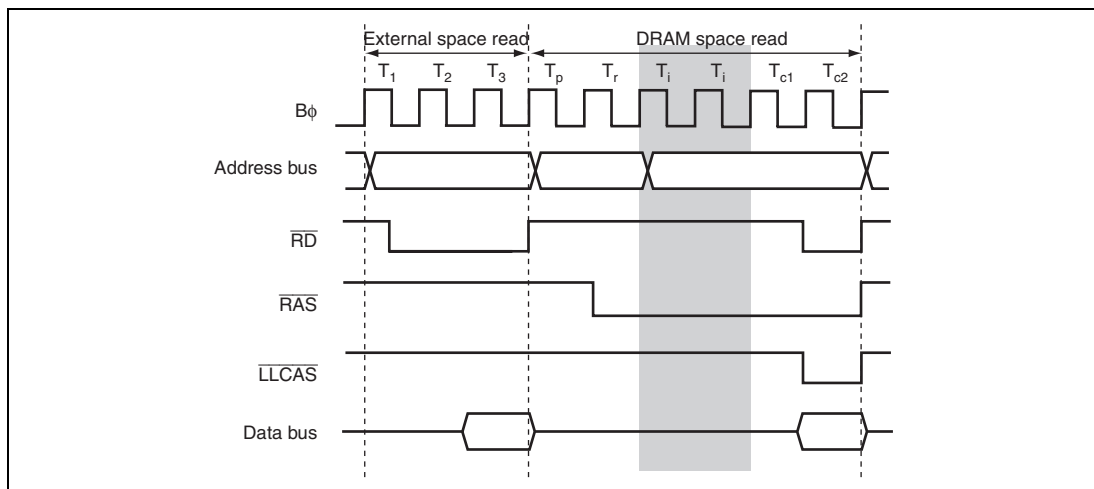 External space read DRAM space read
T1 T2 T3 Tp Tr Ti Ti Tc1 Tc2
Bφ
Address bus
RD
RAS
LLCAS
Data bus